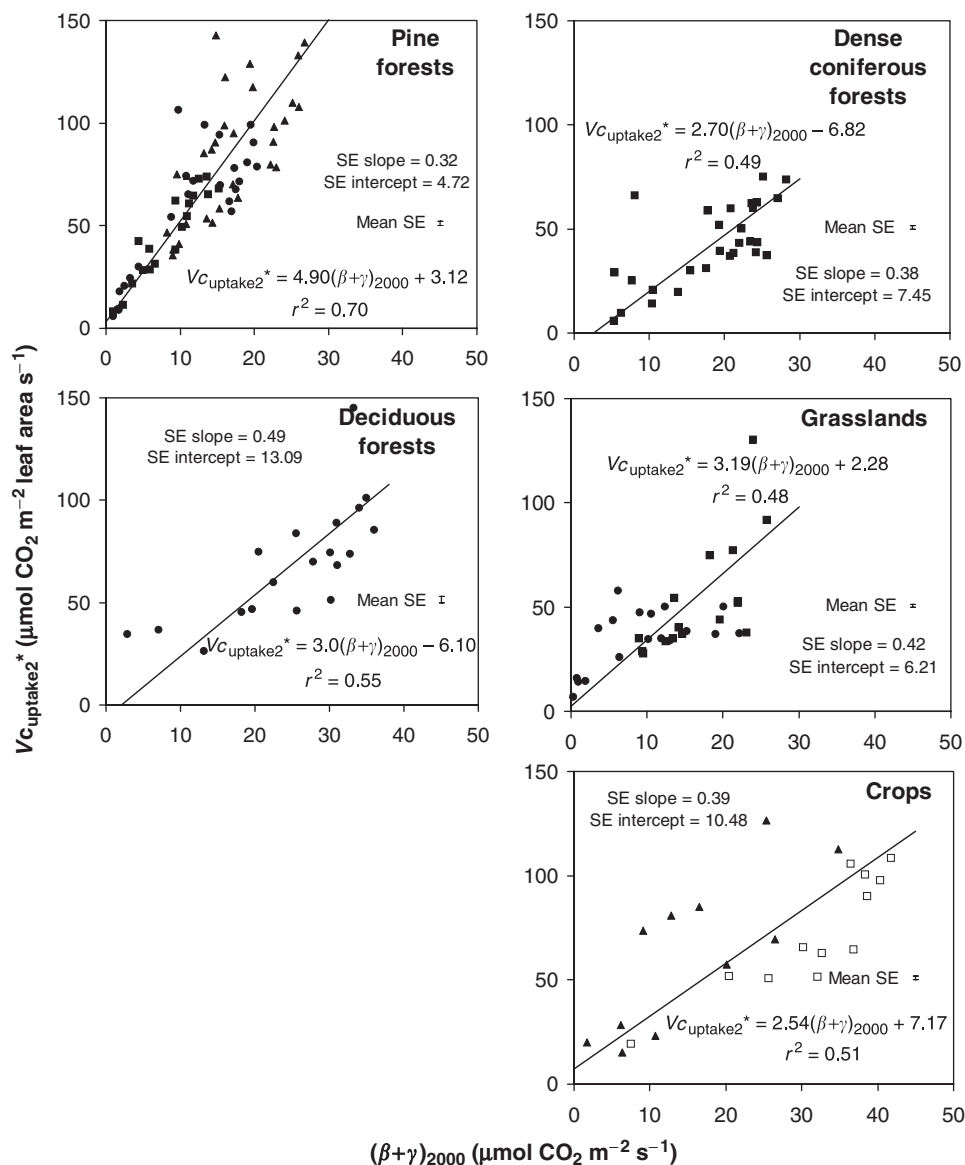 Vc_uptake2* (µmol CO₂ m⁻² leaf area s⁻¹)
150
100
50
0
0 10 20 30 40 50
Pine
forests
SE slope = 0.32
SE intercept = 4.72
Mean SE
Vc_uptake2* = 4.90(β+γ)₂₀₀₀ + 3.12
r² = 0.70
150
100
50
0
0 10 20 30 40 50
Dense
coniferous
forests
Vc_uptake2* = 2.70(β+γ)₂₀₀₀ − 6.82
r² = 0.49
Mean SE
SE slope = 0.38
SE intercept = 7.45
150
100
50
0
0 10 20 30 40 50
Deciduous
forests
SE slope = 0.49
SE intercept = 13.09
Mean SE
Vc_uptake2* = 3.0(β+γ)₂₀₀₀ − 6.10
r² = 0.55
150
100
50
0
0 10 20 30 40 50
Grasslands
Vc_uptake2* = 3.19(β+γ)₂₀₀₀ + 2.28
r² = 0.48
Mean SE
SE slope = 0.42
SE intercept = 6.21
150
100
50
0
0 10 20 30 40 50
Crops
SE slope = 0.39
SE intercept = 10.48
Mean SE
Vc_uptake2* = 2.54(β+γ)₂₀₀₀ + 7.17
r² = 0.51
(β+γ)₂₀₀₀ (µmol CO₂ m⁻² s⁻¹)